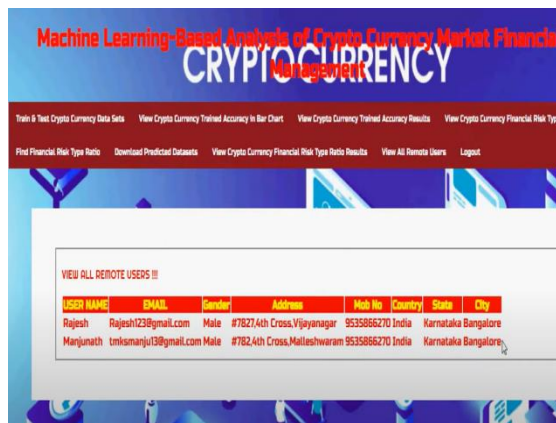 Machine Learning-Based Analysis of Crypto Currency Market Financia
Management
CRYPTOCURRENCY
Train & Test Crypto Currency Data Sets View Crypto Currency Trained Accuracy in Bar Chart View Crypto Currency Trained Accuracy Results View Crypto Currency Financial Risk Typ
Find Financial Risk Type Ratio Download Predicted Datasets View Crypto Currency Financial Risk Type Ratio Results View All Remote Users Logout
VIEW ALL REMOTE USERS !!!
USER NAME EMAIL Gender Address Mob No Country State City
Rajesh Rajesh123@gmail.com Male #7827,4th Cross,Vijayanagar 9535866270 India Karnataka Bangalore
Manjunath tmksmanju13@gmail.com Male #782,4th Cross,Malleshwaram 9535866270 India Karnataka Bangalore